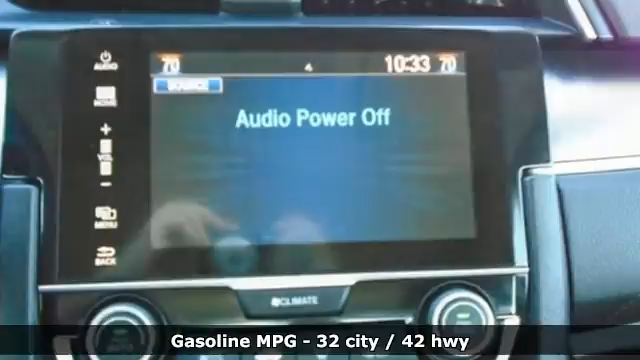 AUDIO
70
10:33 70
SOURCE
HOME
Audio Power Off
+
VOL
-
MENU
BACK
CLIMATE
Gasoline MPG - 32 city / 42 hwy